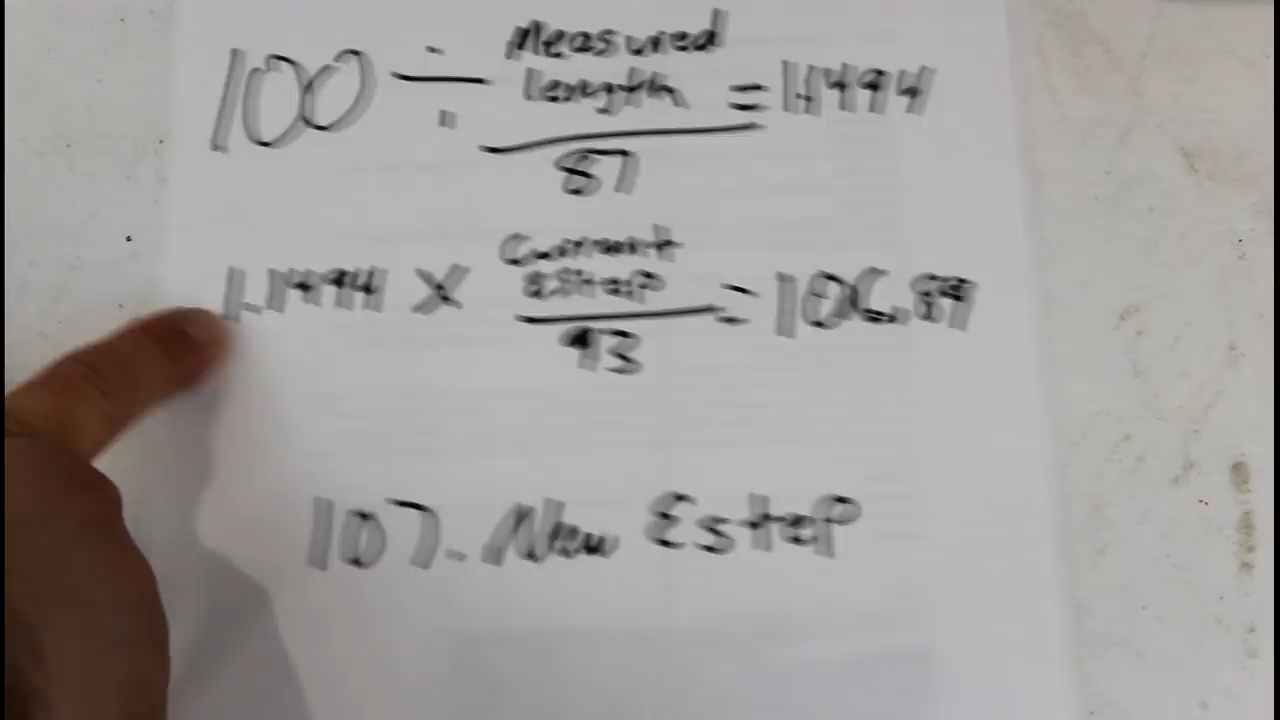 100 ÷ Measured length = 1.1494
87
1.1494 X Current Estep = 106.89
93
107. New Estep